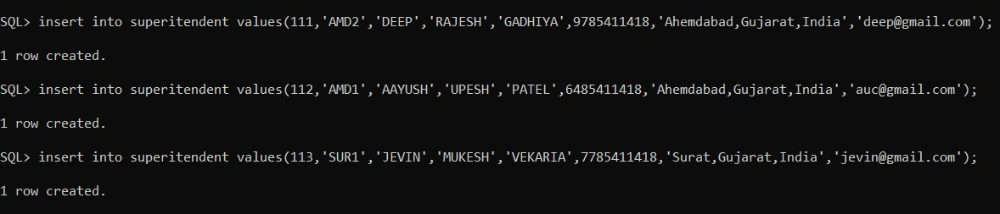 SQL> insert into superitendent values(111,'AMD2','DEEP','RAJESH','GADHIYA',9785411418,'Ahemdabad,Gujarat,India','deep@gmail.com');
1 row created.
SQL> insert into superitendent values(112,'AMD1','AAYUSH','UPESH','PATEL',6485411418,'Ahemdabad,Gujarat,India','auc@gmail.com');
1 row created.
SQL> insert into superitendent values(113,'SUR1','JEVIN','MUKESH','VEKARIA',7785411418,'Surat,Gujarat,India','jevin@gmail.com');
1 row created.